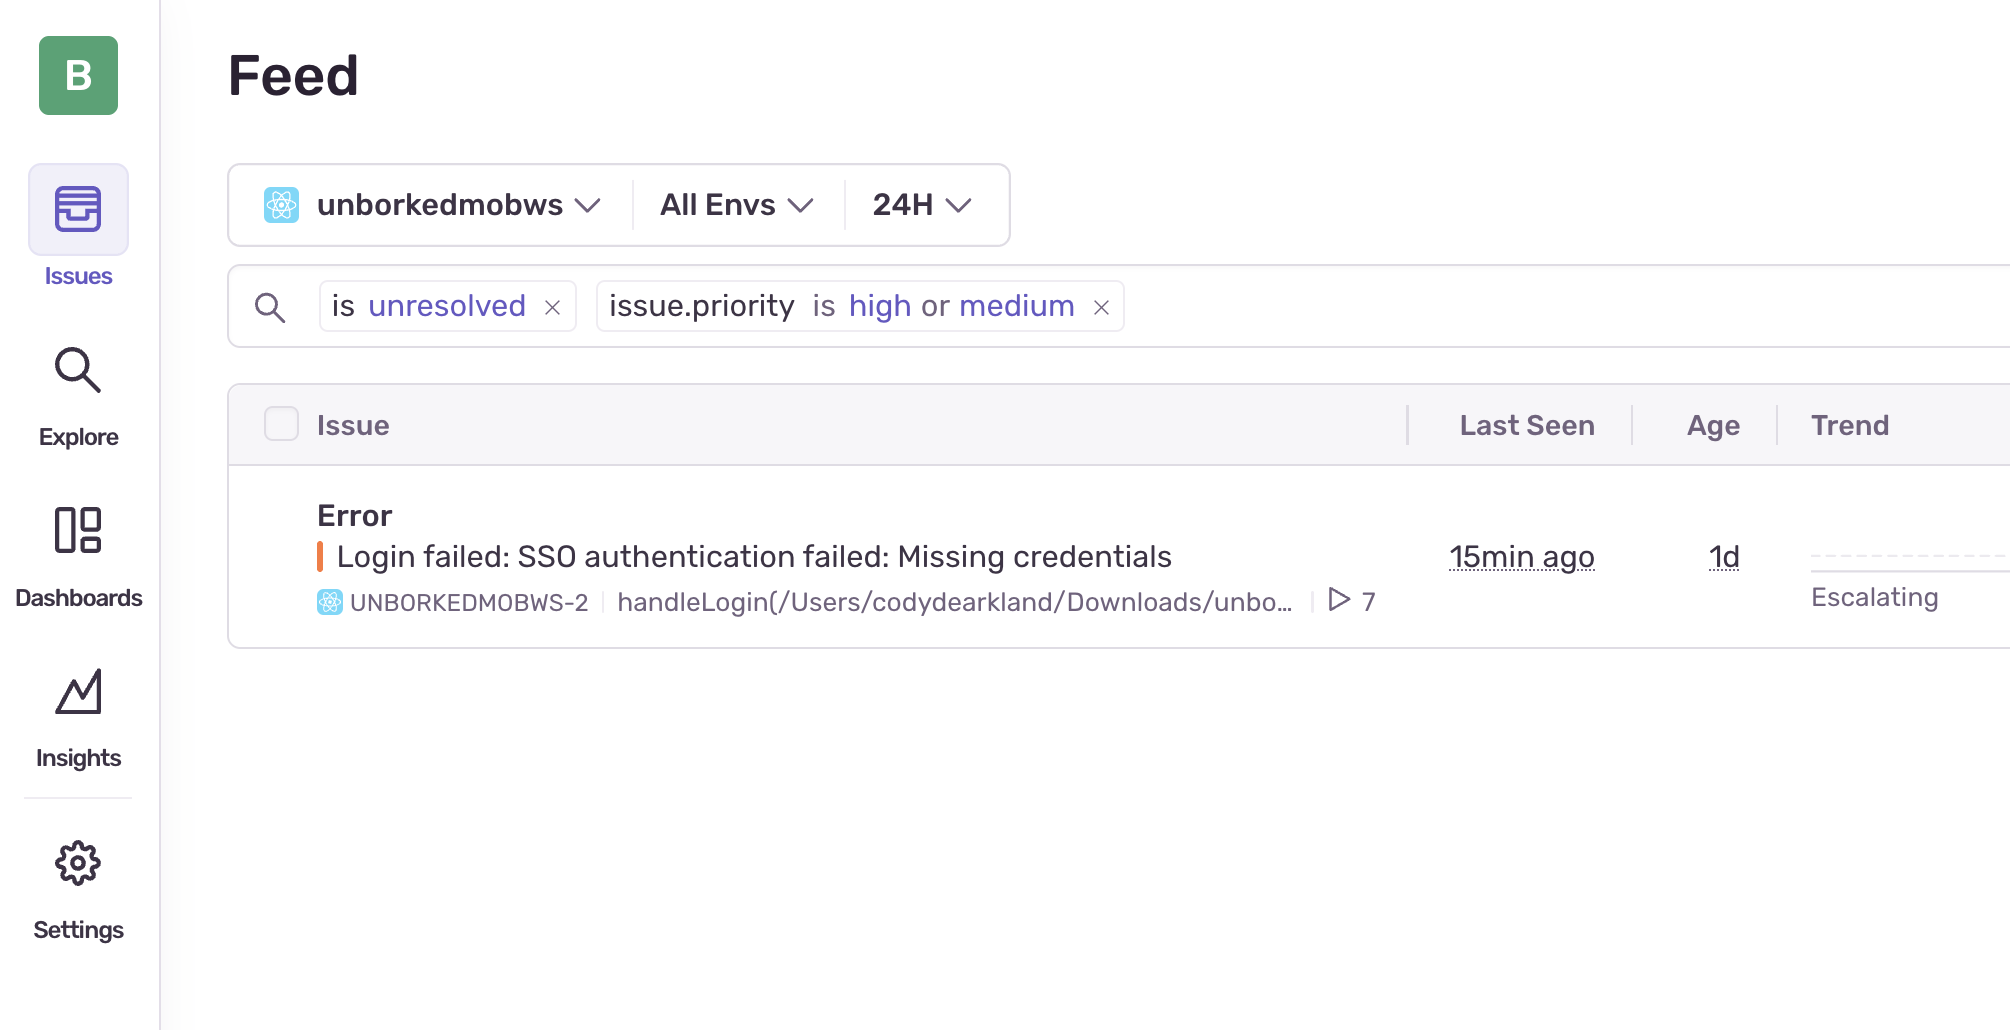 B
Feed
unborkedmobws
All Envs
24H
Issues
is unresolved
issue.priority is high or medium
Explore
Issue
Last Seen
Age
Trend
Error
Login failed: SSO authentication failed: Missing credentials
15min ago
1d
UNBORKEDMOBWS-2
handleLogin(/Users/codydearkland/Downloads/unbo...
7
Escalating
Dashboards
Insights
Settings